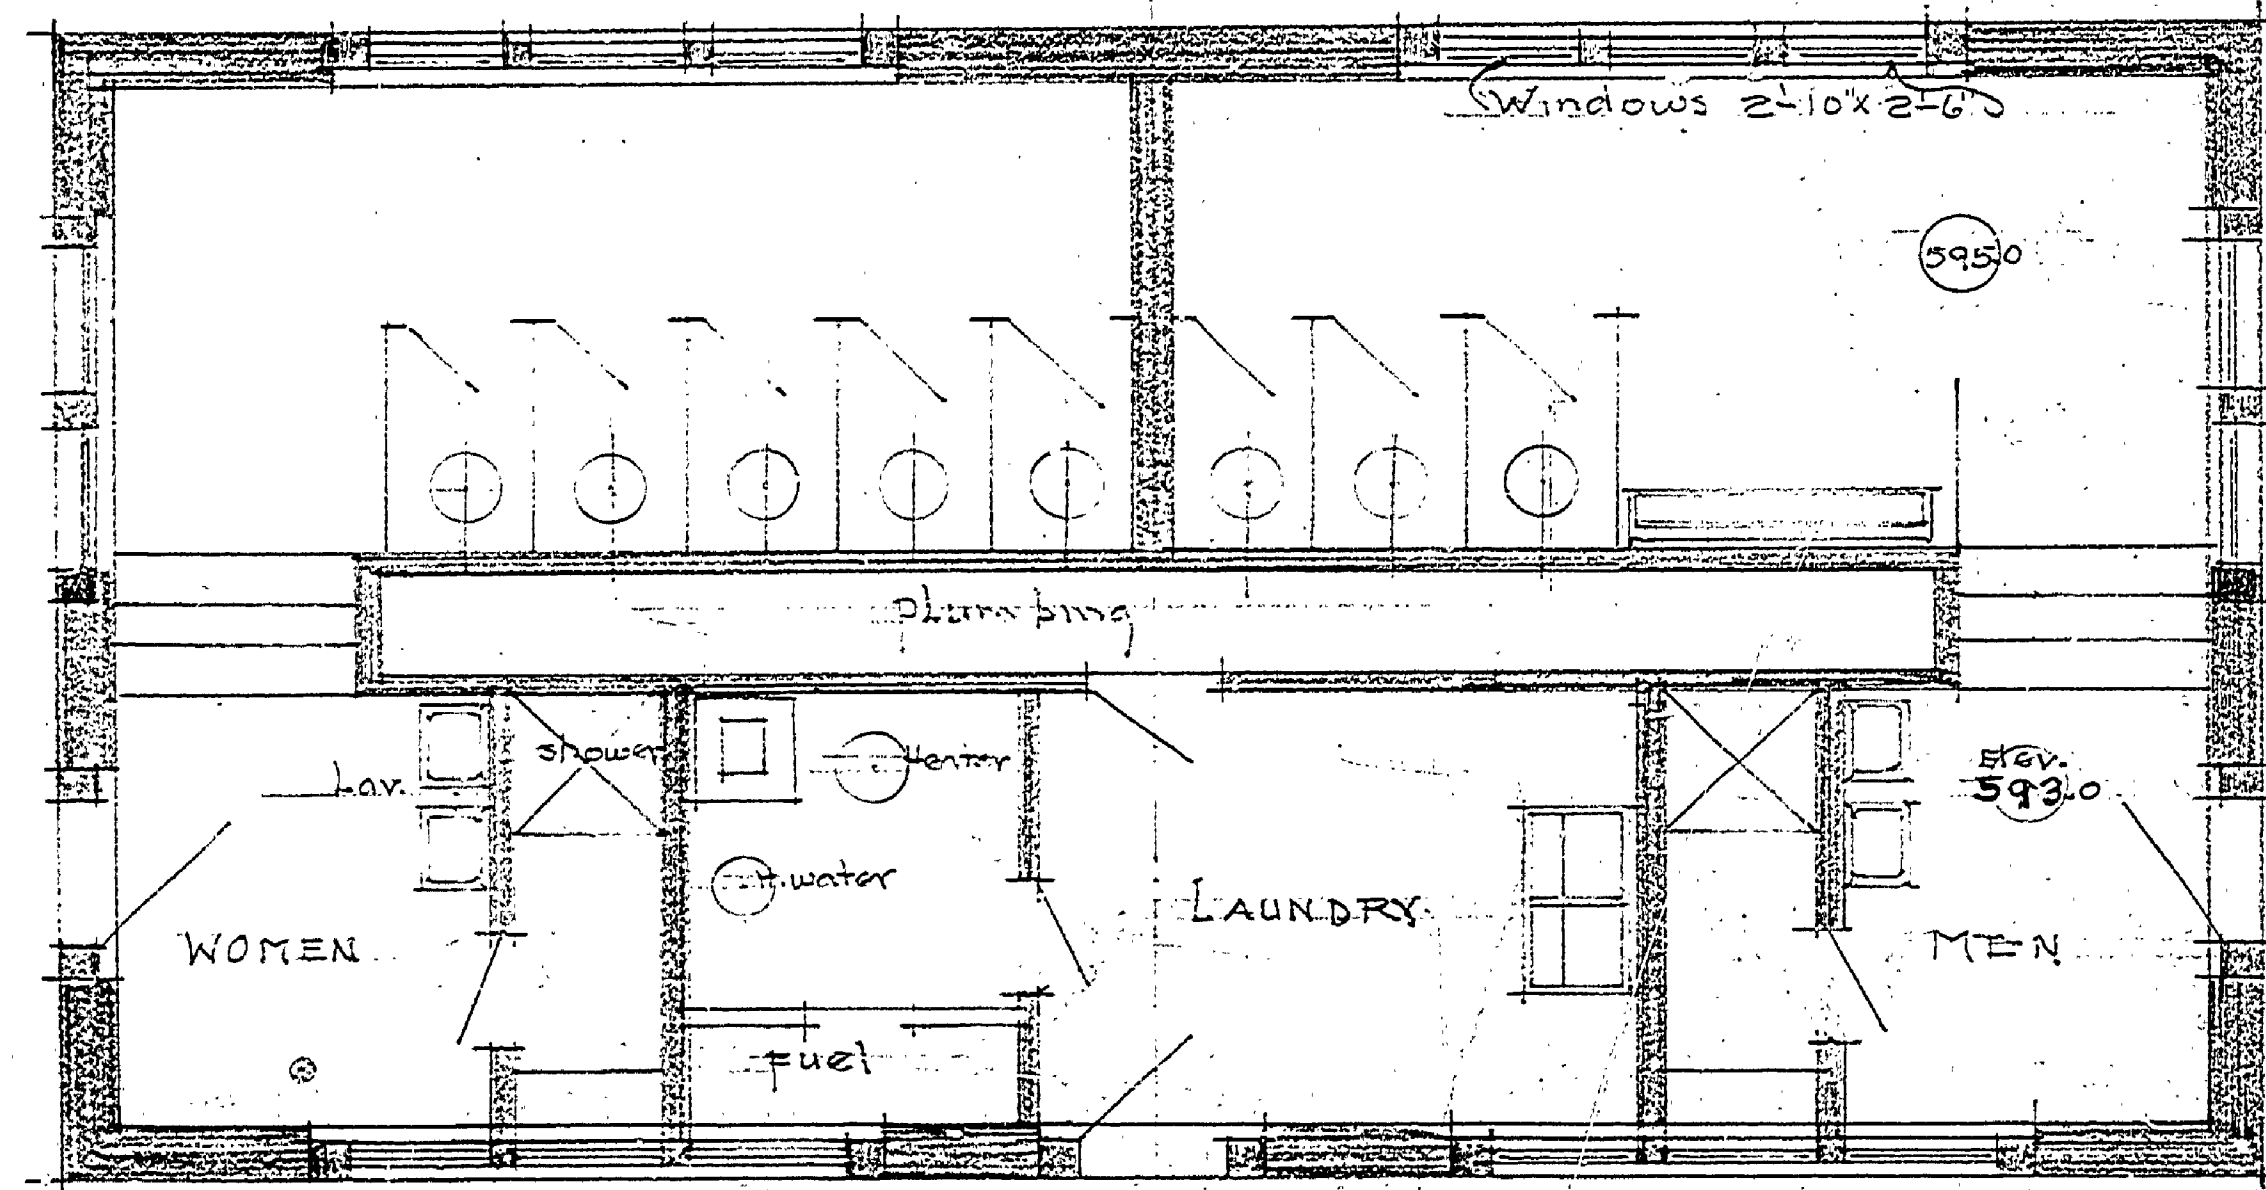 Windows 2'-10"x 2'-6"
595.0
Plumbing
Lav.
shower
Heater
Elev.
593.0
H. water
LAUNDRY
WOMEN
MEN
Fuel